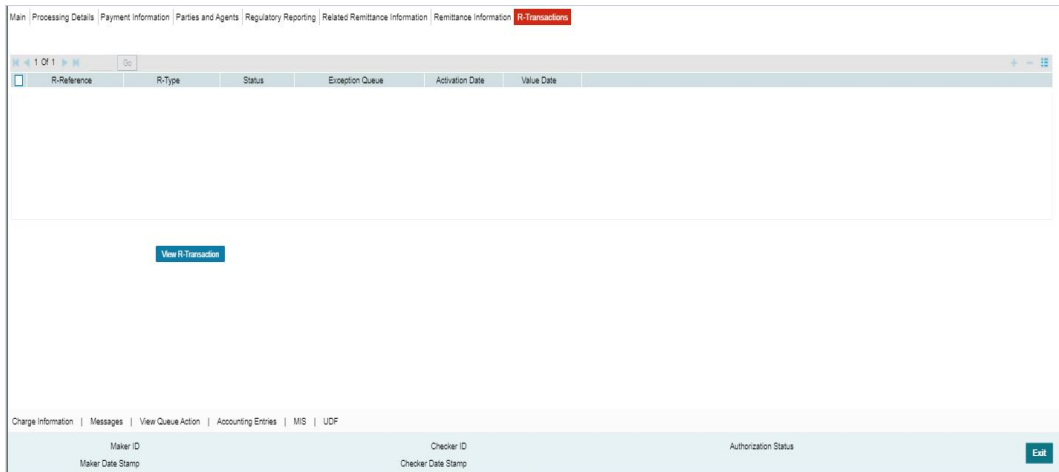 Main Processing Details Payment Information Parties and Agents Regulatory Reporting Related Remittance Information Remittance Information R-Transactions
1 Of 1 Go
R-Reference R-Type Status Exception Queue Activation Date Value Date
View R-Transaction
Charge Information | Messages | View Queue Action | Accounting Entries | MIS | UDF
Maker ID Checker ID Authorization Status
Exit
Maker Date Stamp Checker Date Stamp